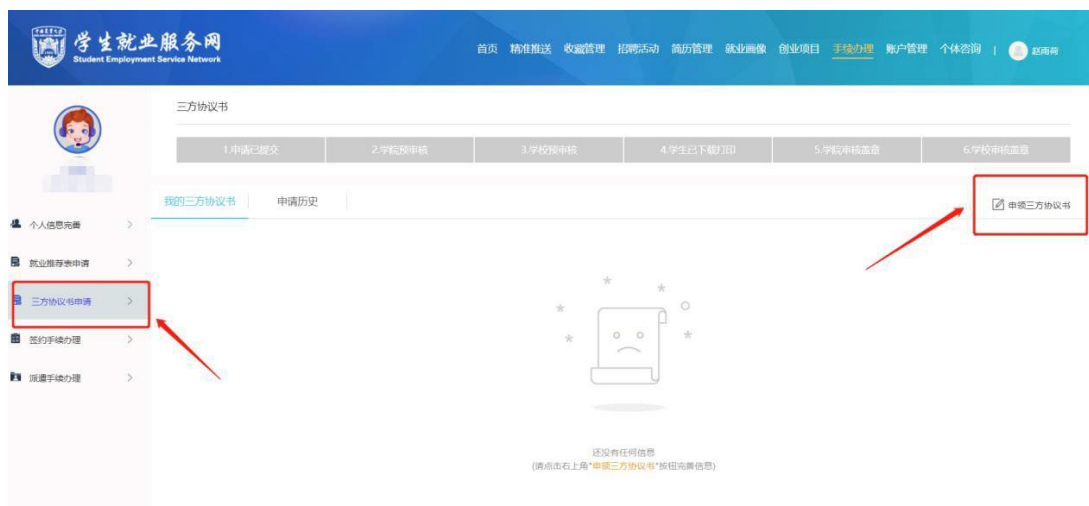 学生就业服务网
Student Employment Service Network
首页 精准推送 收藏管理 招聘活动 简历管理 就业画像 创业项目 手续办理 账户管理 个体咨询 | 赵雨荷
三方协议书
1.申请已提交 2.学院预审核 3.学校预审核 4.学生已下载打印 5.学院审核盖章 6.学校审核盖章
我的三方协议书 申请历史 申领三方协议书
个人信息完善 >
就业推荐表申请 >
三方协议书申请 >
签约手续办理 >
派遣手续办理 >
还没有任何信息
(请点击右上角"申领三方协议书"按钮完善信息)